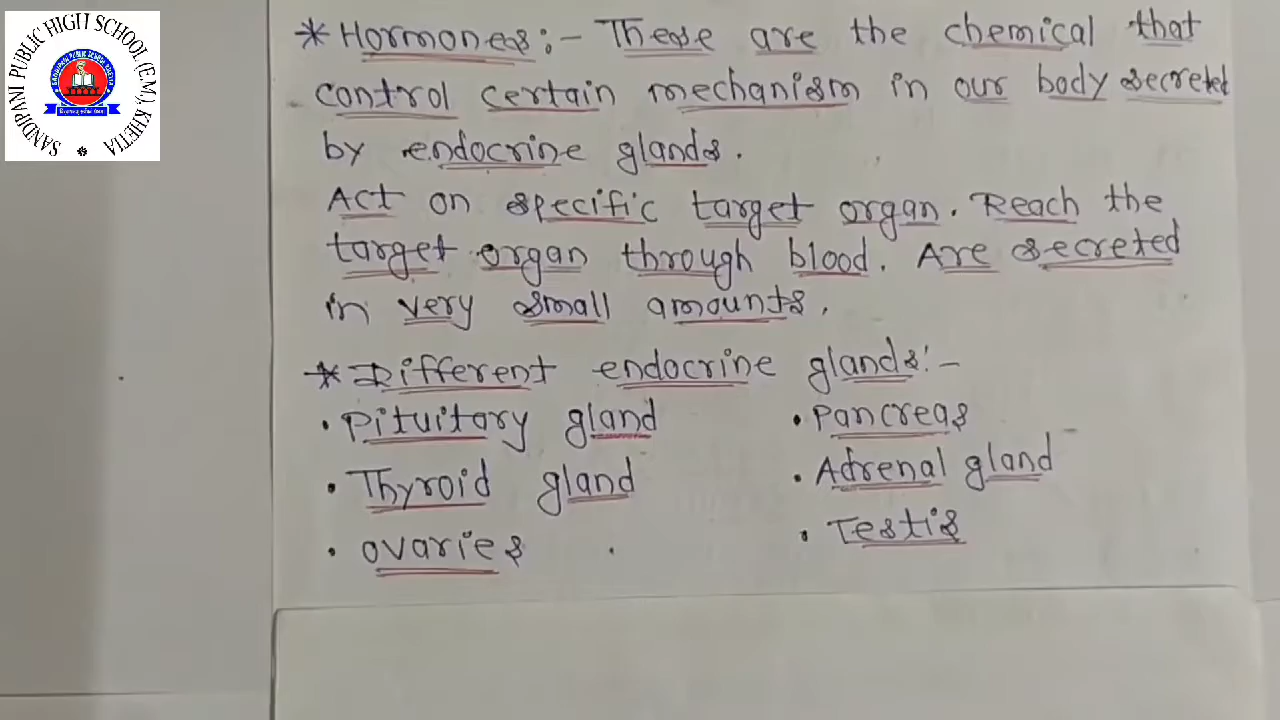 SANDIPANI PUBLIC HIGH SCHOOL (E.M), KHETIA
* Hormones:- These are the chemical that
control certain mechanism in our body secreted
by endocrine glands.
Act on specific target organ. Reach the
target organ through blood. Are secreted
in very small amounts.
* Different endocrine glands:-
• Pituitary gland • Pancreas
• Thyroid gland • Adrenal gland
• ovaries • Testis